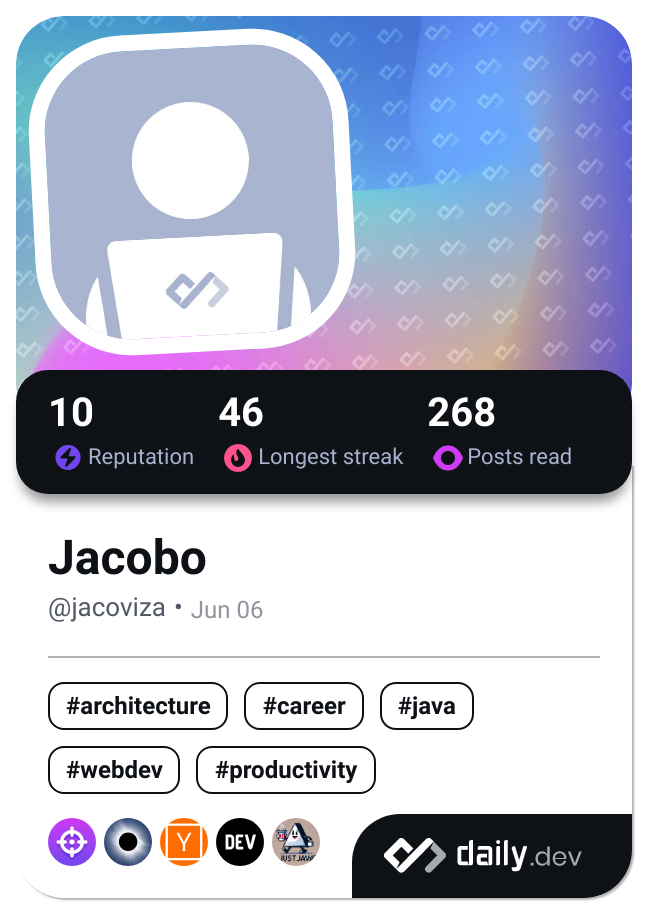 10 46 268
Reputation Longest streak Posts read
Jacobo
@jacoviza • Jun 06
#architecture #career #java
#webdev #productivity
Y DEV JUST JAVA
daily.dev